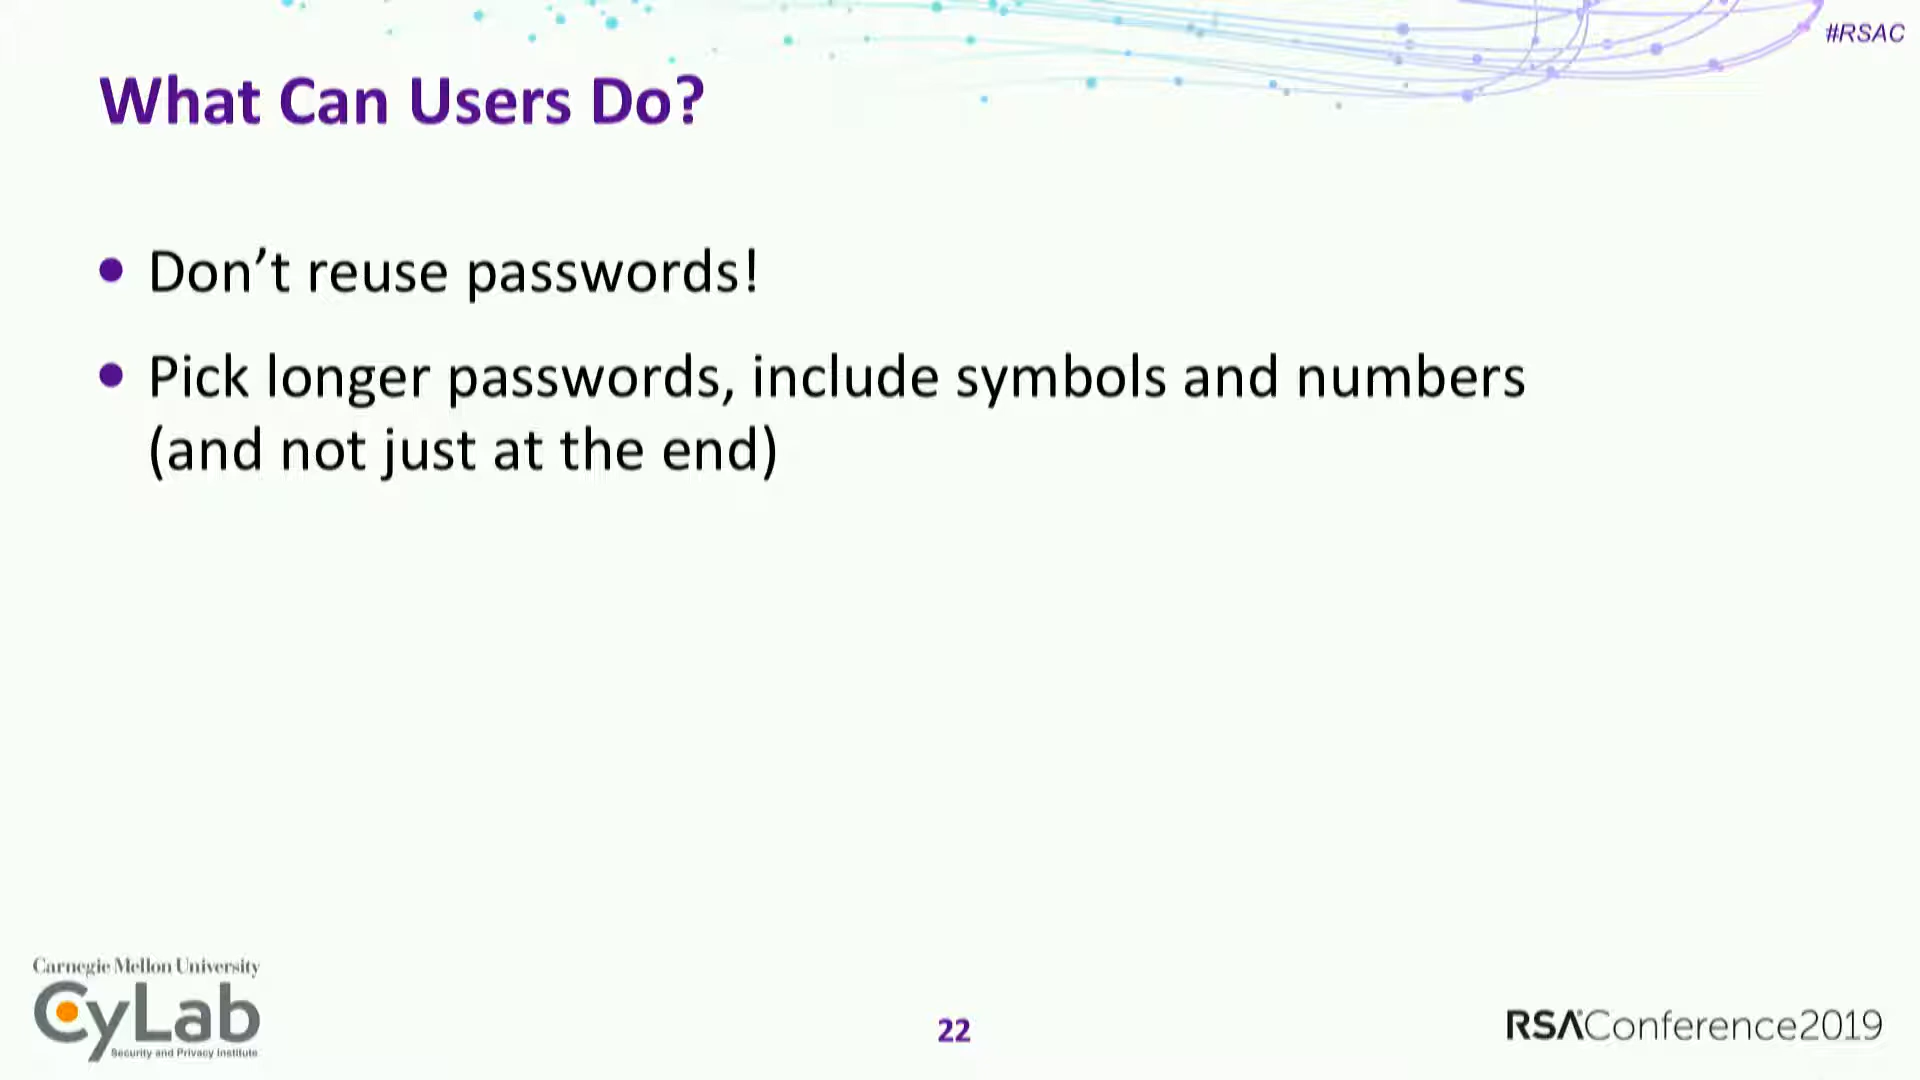 #RSAC
What Can Users Do?
• Don’t reuse passwords!
• Pick longer passwords, include symbols and numbers
(and not just at the end)
Carnegie Mellon University
CyLab
Security and Privacy Institute
22
RSAConference2019